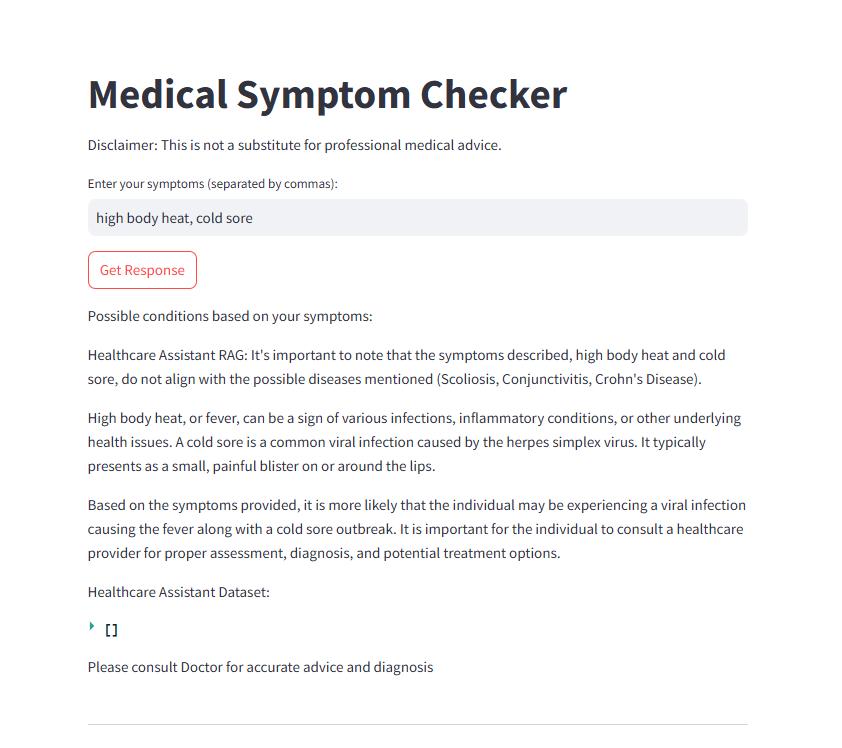 Medical Symptom Checker
Disclaimer: This is not a substitute for professional medical advice.
Enter your symptoms (separated by commas):
high body heat, cold sore
Get Response
Possible conditions based on your symptoms:
Healthcare Assistant RAG: It's important to note that the symptoms described, high body heat and cold
sore, do not align with the possible diseases mentioned (Scoliosis, Conjunctivitis, Crohn's Disease).
High body heat, or fever, can be a sign of various infections, inflammatory conditions, or other underlying
health issues. A cold sore is a common viral infection caused by the herpes simplex virus. It typically
presents as a small, painful blister on or around the lips.
Based on the symptoms provided, it is more likely that the individual may be experiencing a viral infection
causing the fever along with a cold sore outbreak. It is important for the individual to consult a healthcare
provider for proper assessment, diagnosis, and potential treatment options.
Healthcare Assistant Dataset:
[]
Please consult Doctor for accurate advice and diagnosis